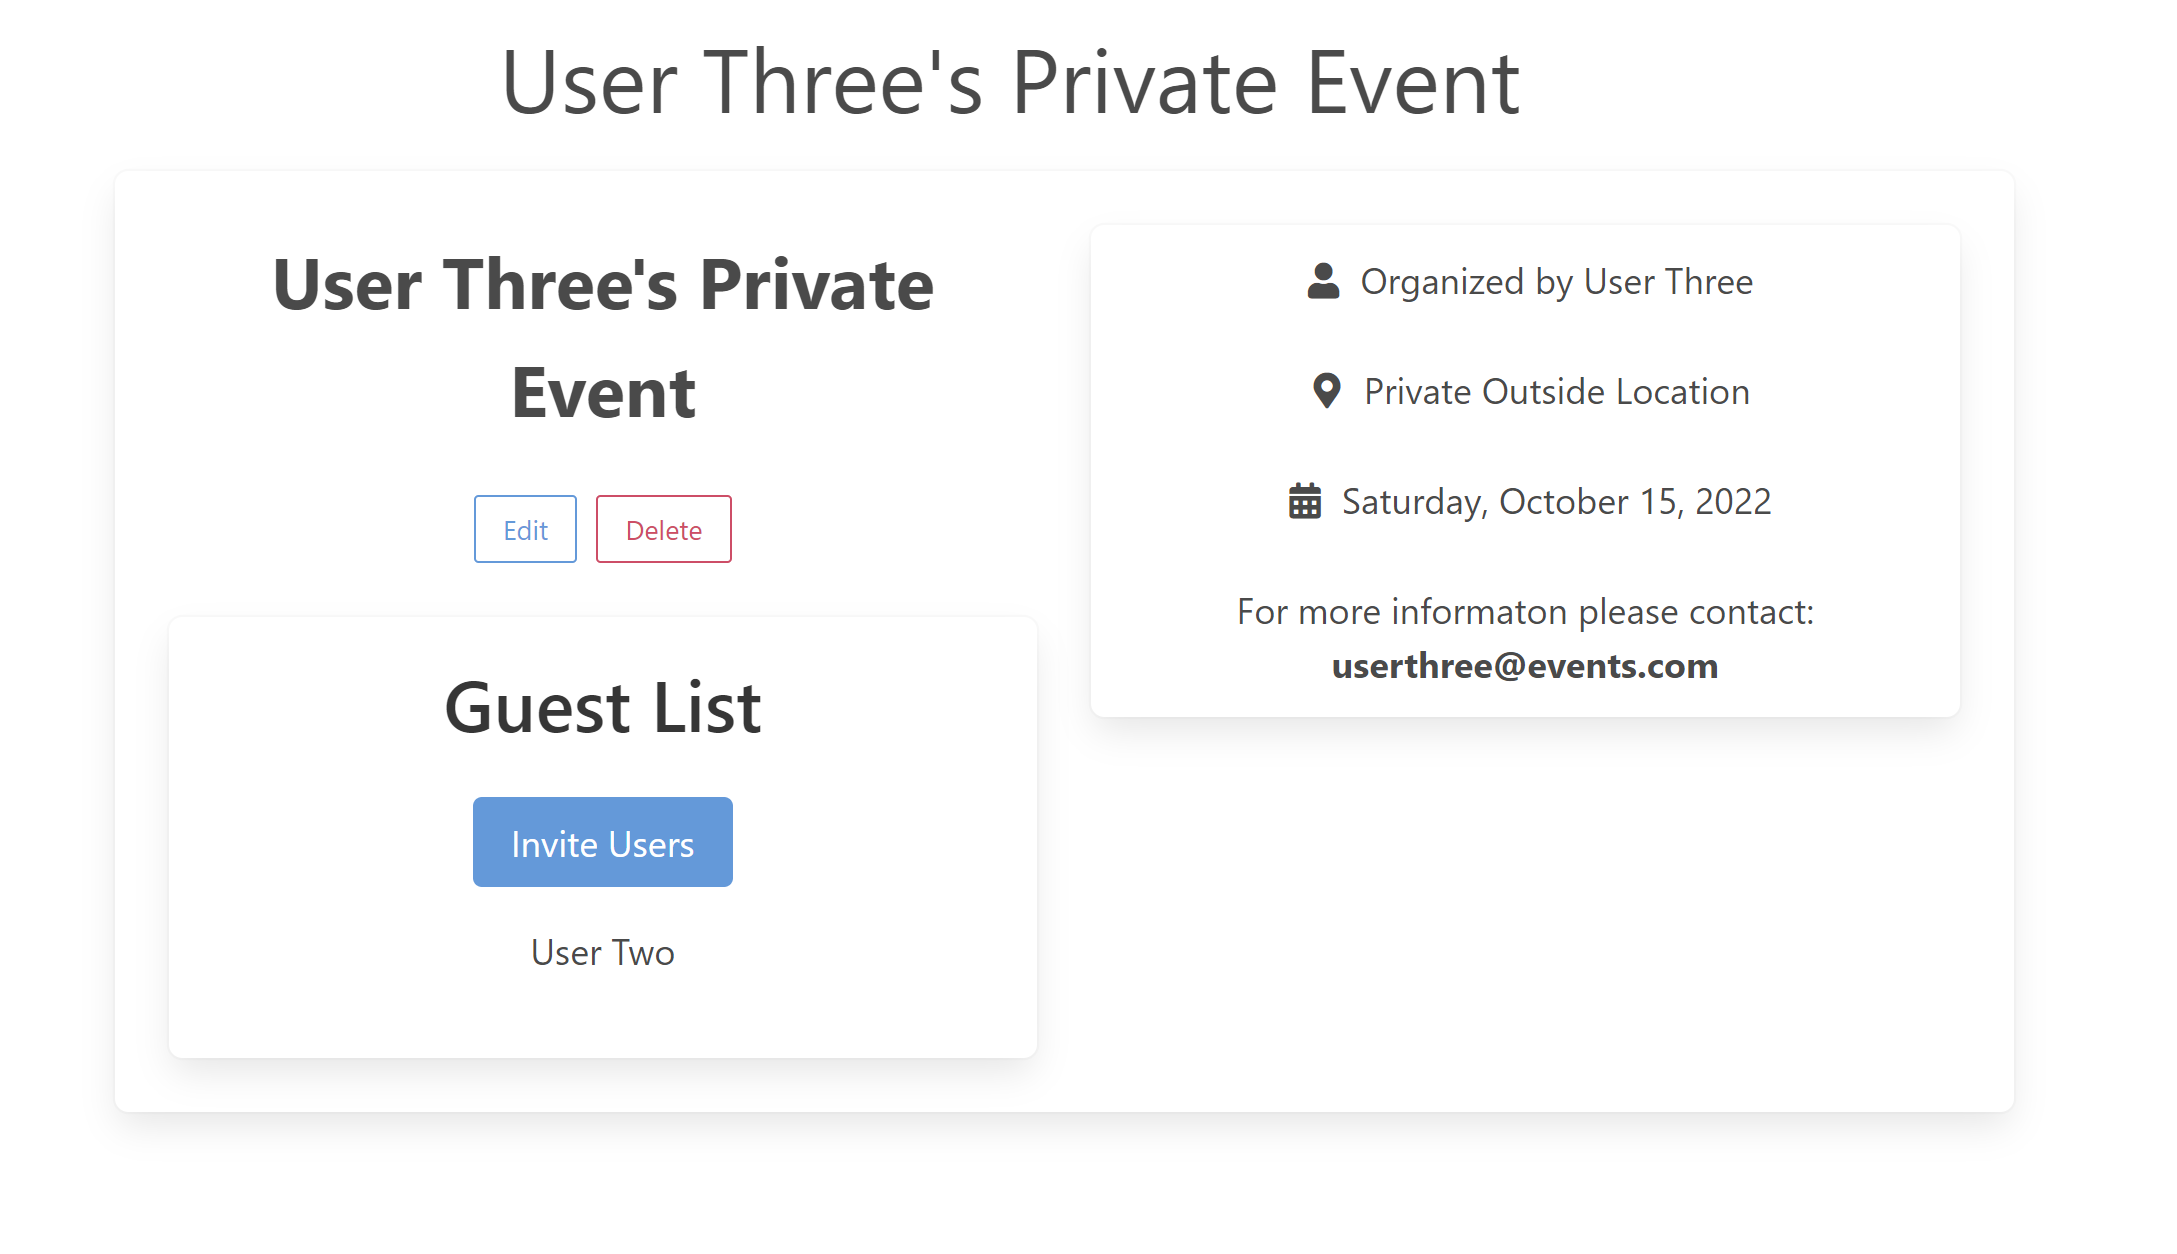 User Three's Private Event
User Three's Private
Event
Edit
Delete
Guest List
Invite Users
User Two
Organized by User Three
Private Outside Location
Saturday, October 15, 2022
For more informaton please contact:
userthree@events.com